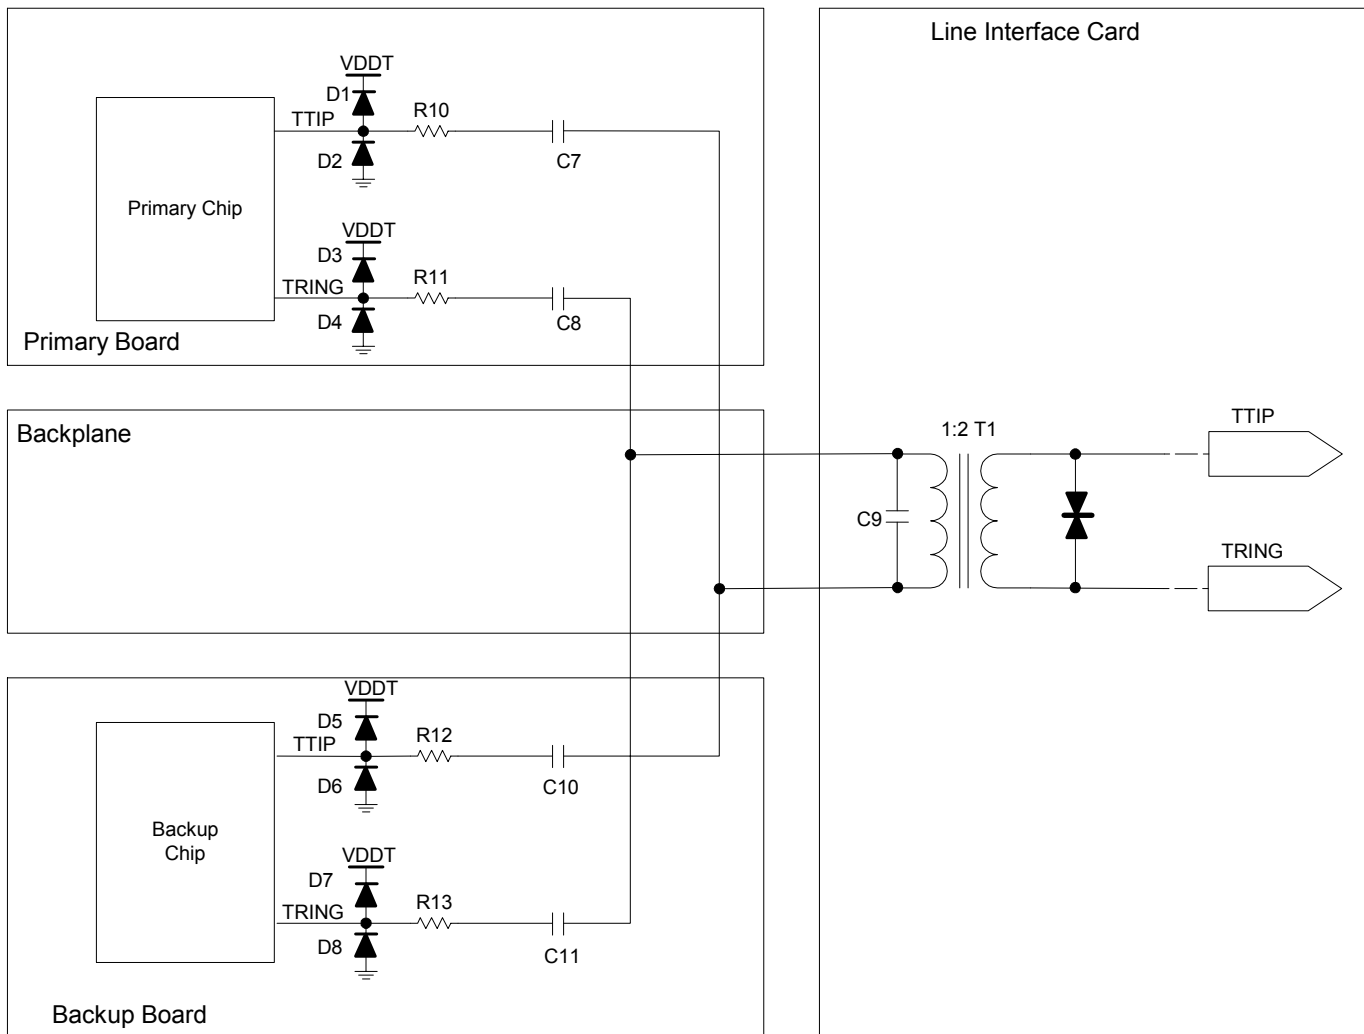 Line Interface Card
VDDT
D1
R10
TTIP
D2
C7
Primary Chip
VDDT
D3
R11
TRING
D4
C8
Primary Board
Backplane
1:2 T1
TTIP
C9
TRING
VDDT
D5
R12
TTIP
D6
C10
Backup
Chip
VDDT
D7
R13
TRING
D8
C11
Backup Board